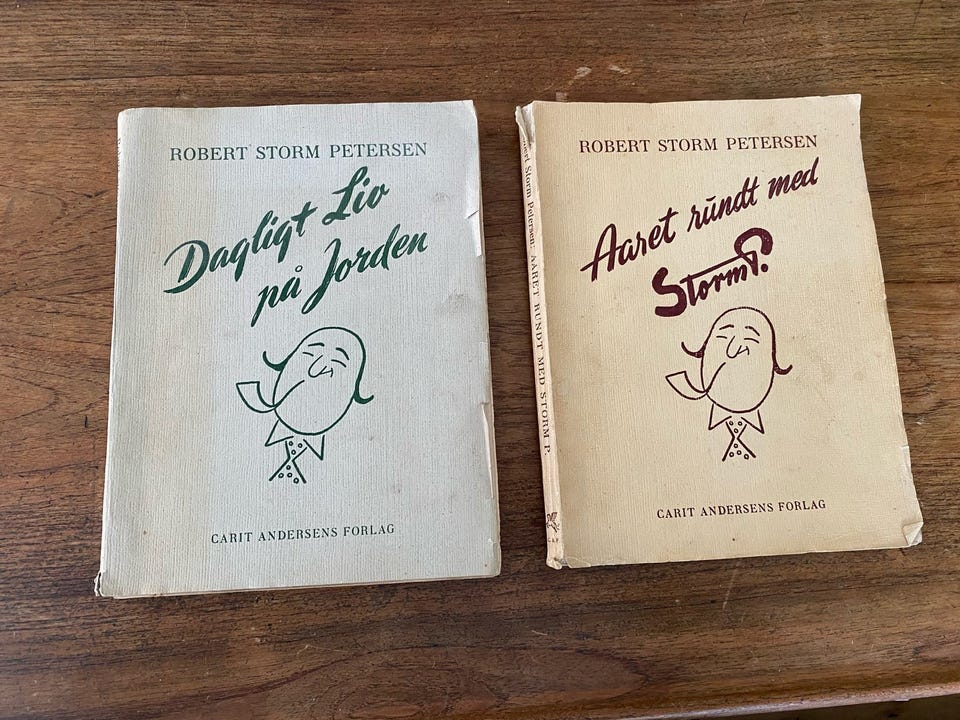 ROBERT STORM PETERSEN
Dagligt Liv
på Jorden
CARIT ANDERSENS FORLAG
Robert Storm Petersen: AARET RUNDT MED STORM P.
ROBERT STORM PETERSEN
Aaret rundt med
Storm P.
CARIT ANDERSENS FORLAG